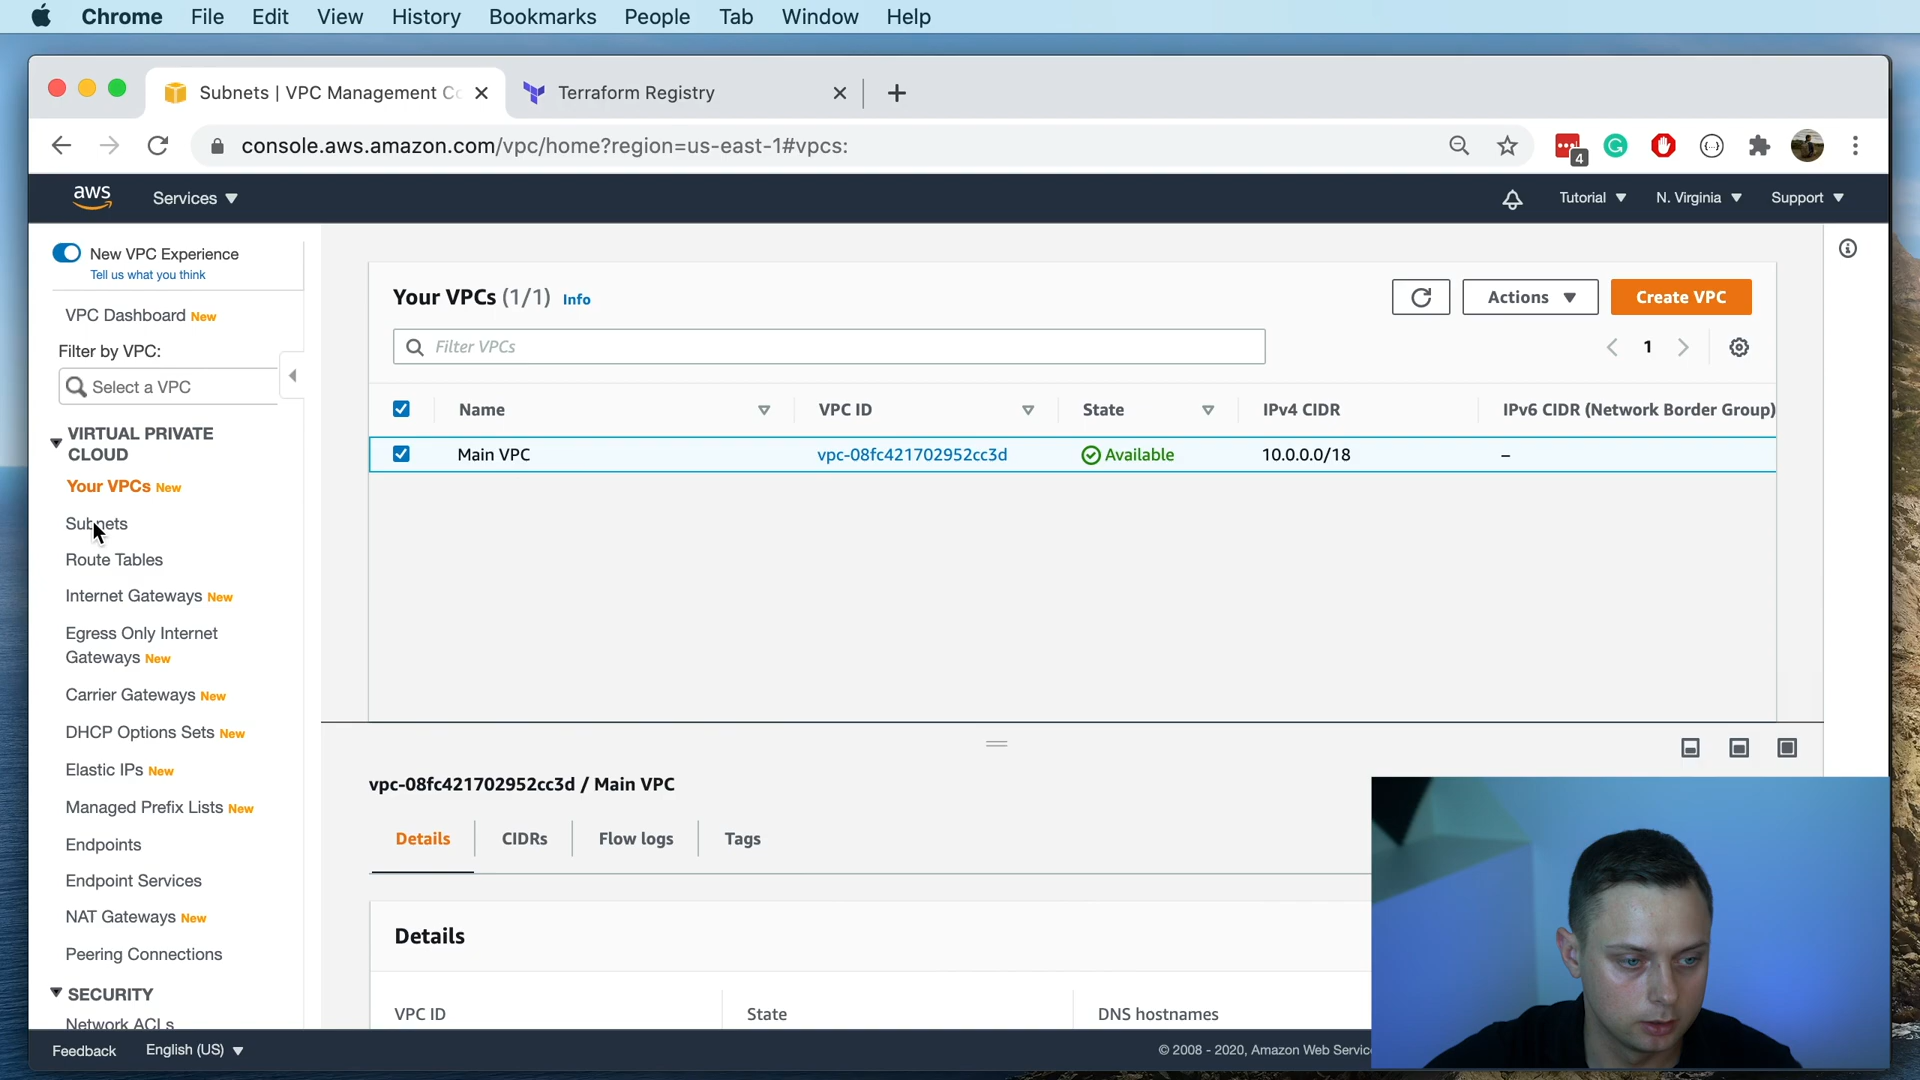 Chrome File Edit View History Bookmarks People Tab Window Help
Subnets | VPC Management Co
Terraform Registry
console.aws.amazon.com/vpc/home?region=us-east-1#vpcs:
4
aws
Services
Tutorial
N. Virginia
Support
New VPC Experience
Tell us what you think
VPC Dashboard New
Filter by VPC:
Select a VPC
VIRTUAL PRIVATE
CLOUD
Your VPCs New
Subnets
Route Tables
Internet Gateways New
Egress Only Internet
Gateways New
Carrier Gateways New
DHCP Options Sets New
Elastic IPs New
Managed Prefix Lists New
Endpoints
Endpoint Services
NAT Gateways New
Peering Connections
SECURITY
Network ACLs
Your VPCs (1/1) Info
Actions
Create VPC
Filter VPCs
1
Name VPC ID State IPv4 CIDR IPv6 CIDR (Network Border Group)
Main VPC vpc-08fc421702952cc3d Available 10.0.0.0/18 –
vpc-08fc421702952cc3d / Main VPC
Details CIDRs Flow logs Tags
Details
VPC ID State DNS hostnames
Feedback English (US) © 2008 - 2020, Amazon Web Servic